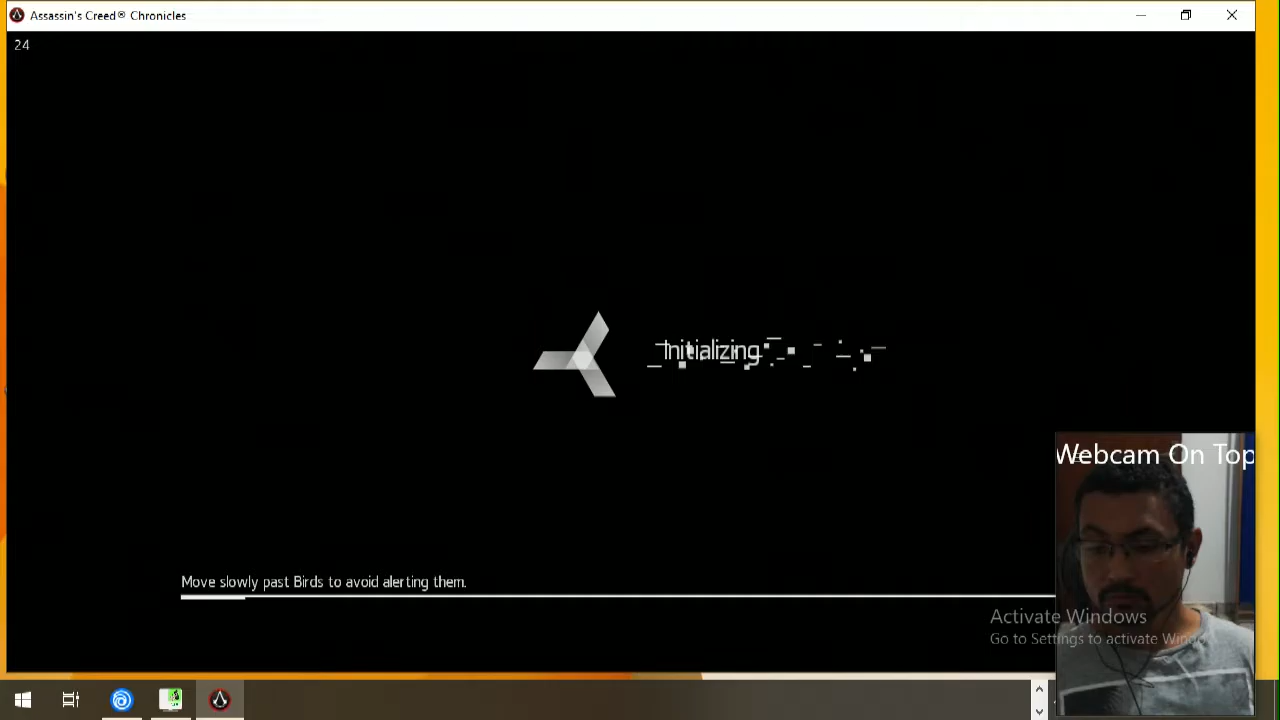 Assassin's Creed® Chronicles
24
Initializing
Webcam On Top
Move slowly past Birds to avoid alerting them.
Activate Windows
Go to Settings to activate